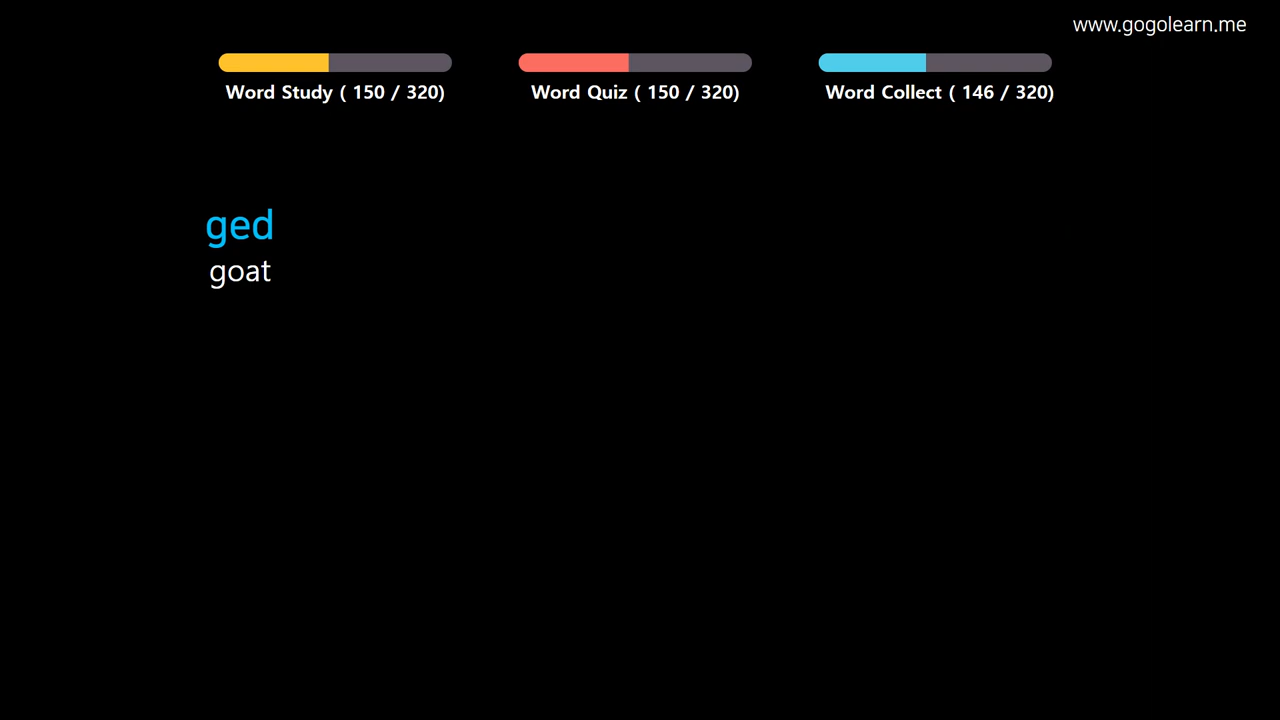 www.gogolearn.me
Word Study ( 150 / 320)
Word Quiz ( 150 / 320)
Word Collect ( 146 / 320)
ged
goat